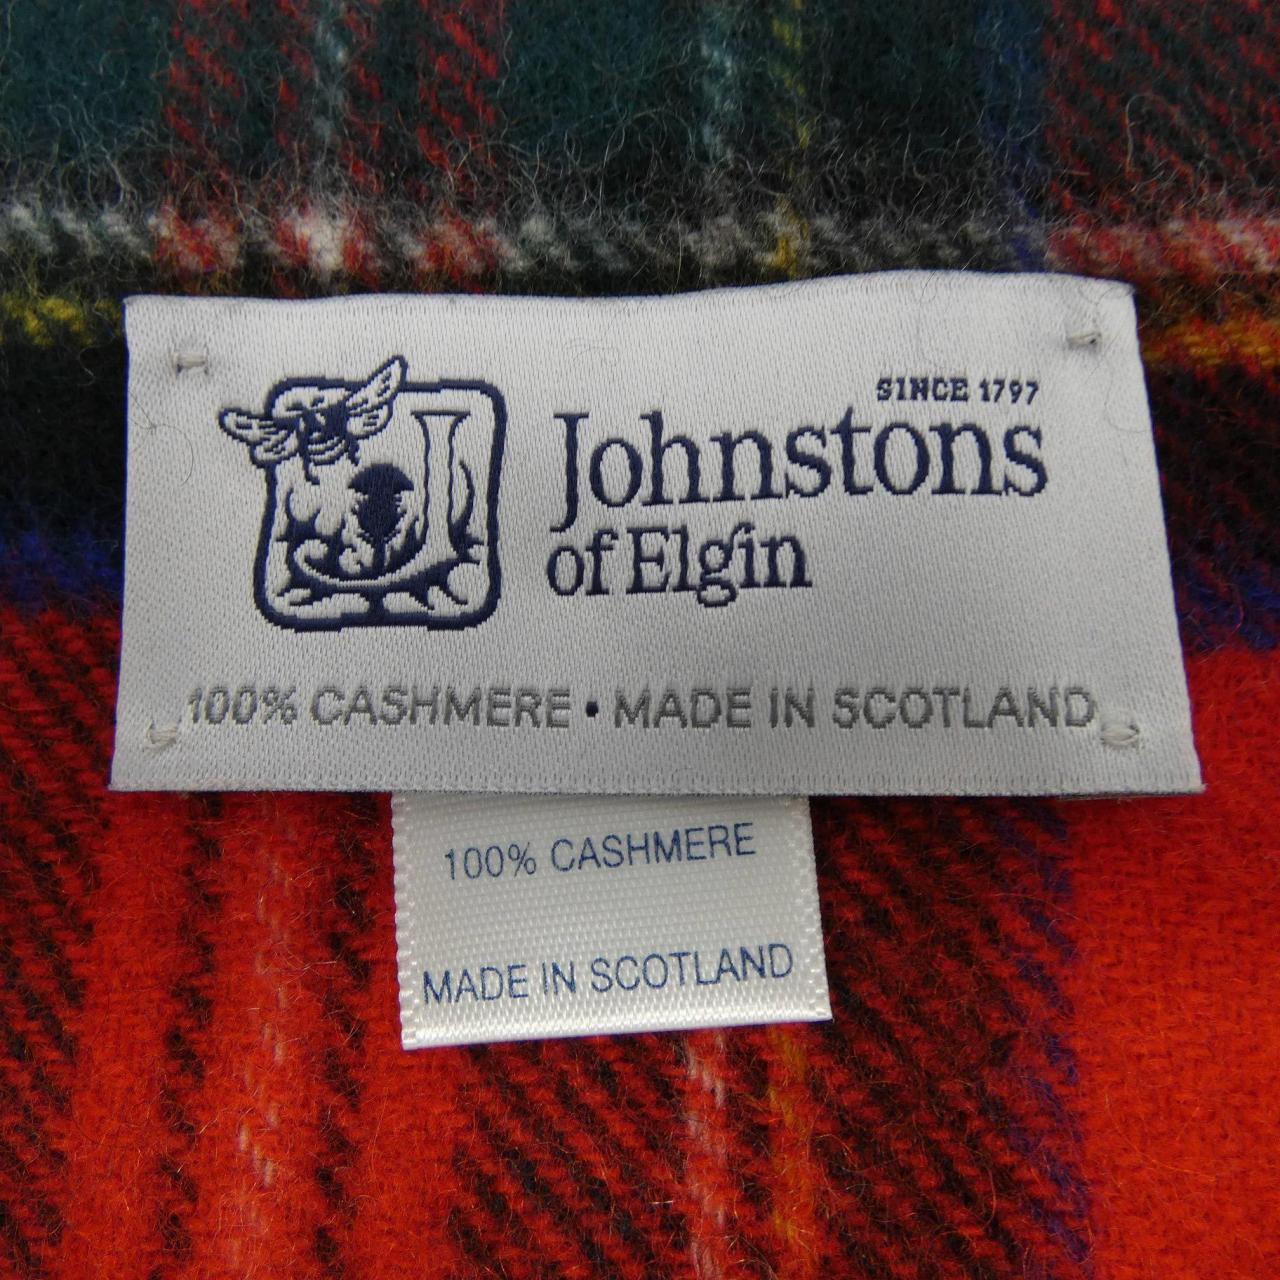 SINCE 1797
Johnstons
of Elgin
100% CASHMERE • MADE IN SCOTLAND
100% CASHMERE
MADE IN SCOTLAND